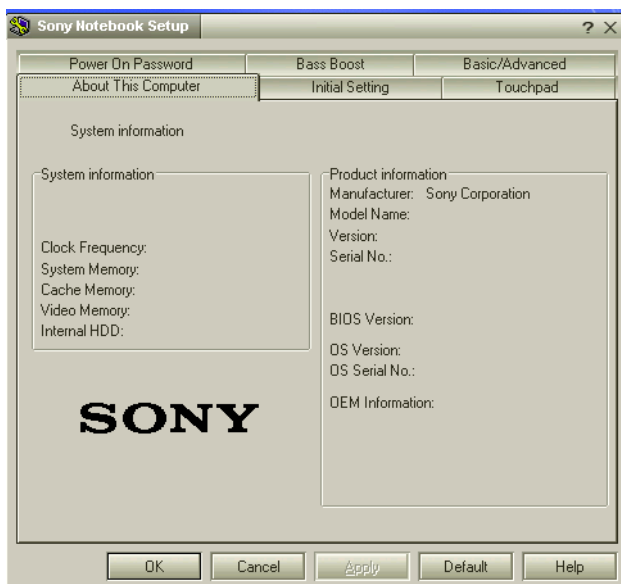 Sony Notebook Setup
Power On Password
Bass Boost
Basic/Advanced
About This Computer
Initial Setting
Touchpad
System information
System information
Clock Frequency:
System Memory:
Cache Memory:
Video Memory:
Internal HDD:
SONY
Product information
Manufacturer: Sony Corporation
Model Name:
Version:
Serial No.:
BIOS Version:
OS Version:
OS Serial No.:
OEM Information:
OK
Cancel
Apply
Default
Help